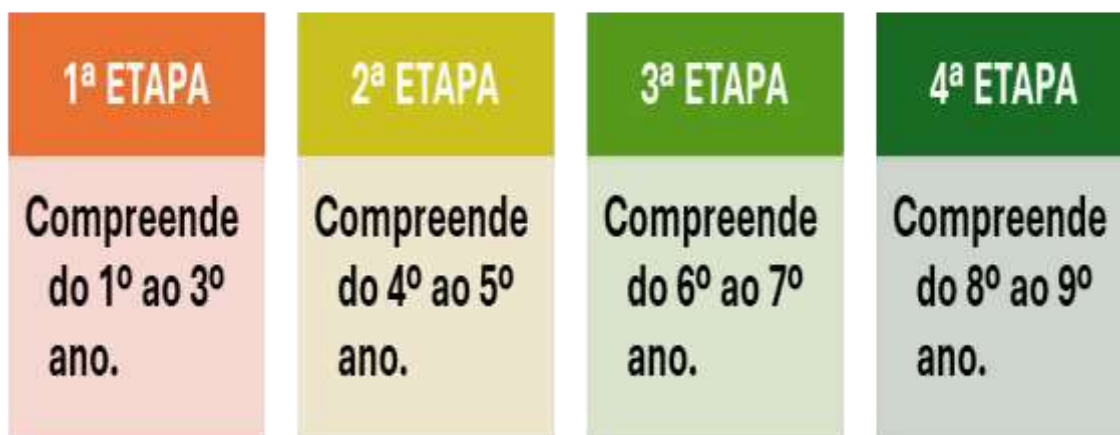 1ª ETAPA
Compreende
do 1º ao 3º
ano.
2ª ETAPA
Compreende
do 4º ao 5º
ano.
3ª ETAPA
Compreende
do 6º ao 7º
ano.
4ª ETAPA
Compreende
do 8º ao 9º
ano.